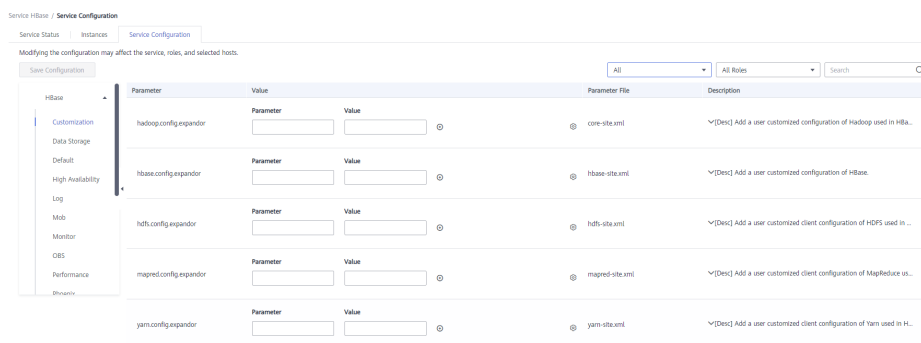 Service HBase / Service Configuration
Service Status Instances Service Configuration
Modifying the configuration may affect the service, roles, and selected hosts.
Save Configuration All All Roles Search
HBase
Customization
Data Storage
Default
High Availability
Log
Mob
Monitor
OBS
Performance
Phoenix
Parameter Value Parameter File Description
Parameter Value
hadoop.config.expandor core-site.xml [Desc] Add a user customized configuration of Hadoop used in HBa...
Parameter Value
hbase.config.expandor hbase-site.xml [Desc] Add a user customized configuration of HBase.
Parameter Value
hdfs.config.expandor hdfs-site.xml [Desc] Add a user customized client configuration of HDFS used in ...
Parameter Value
mapred.config.expandor mapred-site.xml [Desc] Add a user customized client configuration of MapReduce us...
Parameter Value
yarn.config.expandor yarn-site.xml [Desc] Add a user customized client configuration of Yarn used in H...